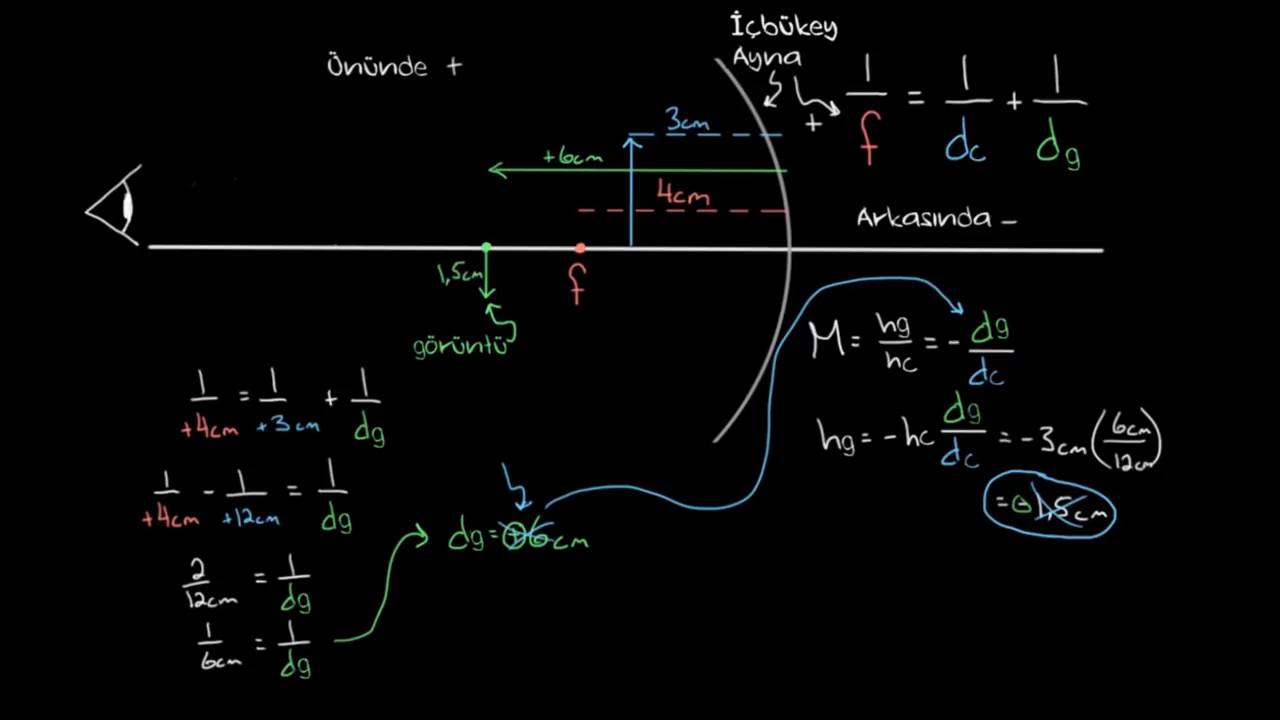 İçbükey
Ayna
Önünde +
+
1/f = 1/dc + 1/dg
3cm
+6cm
4cm
Arkasında -
1,5cm
f
görüntü
M = hg/hc = - dg/dc
1/+4cm = 1/+3cm + 1/dg
hg = -hc dg/dc = -3cm (6cm/12cm)
= -1,5cm
1/+4cm - 1/+12cm = 1/dg
dg = +6cm
2/12cm = 1/dg
1/6cm = 1/dg